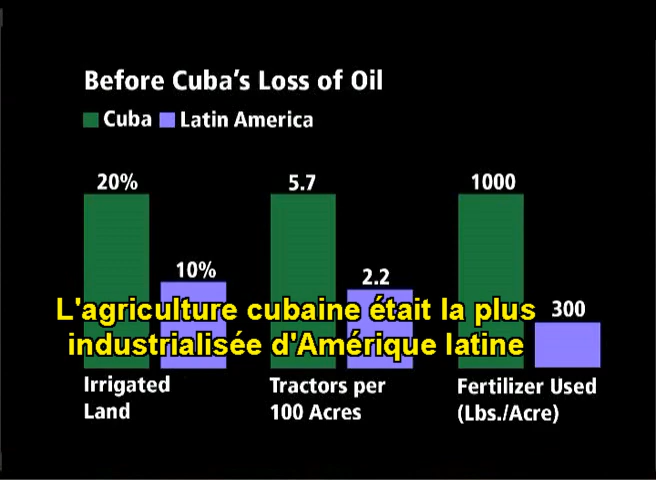 Before Cuba's Loss of Oil
Cuba Latin America
20% 5.7 1000
10% 2.2 300
L'agriculture cubaine était la plus
industrialisée d'Amérique latine
Irrigated Land
Tractors per 100 Acres
Fertilizer Used (Lbs./Acre)